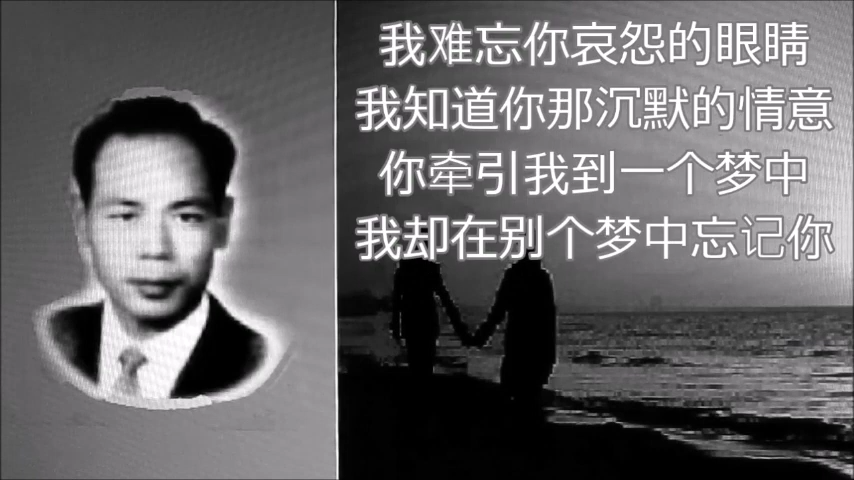 我难忘你哀怨的眼睛
我知道你那沉默的情意
你牵引我到一个梦中
我却在别个梦中忘记你